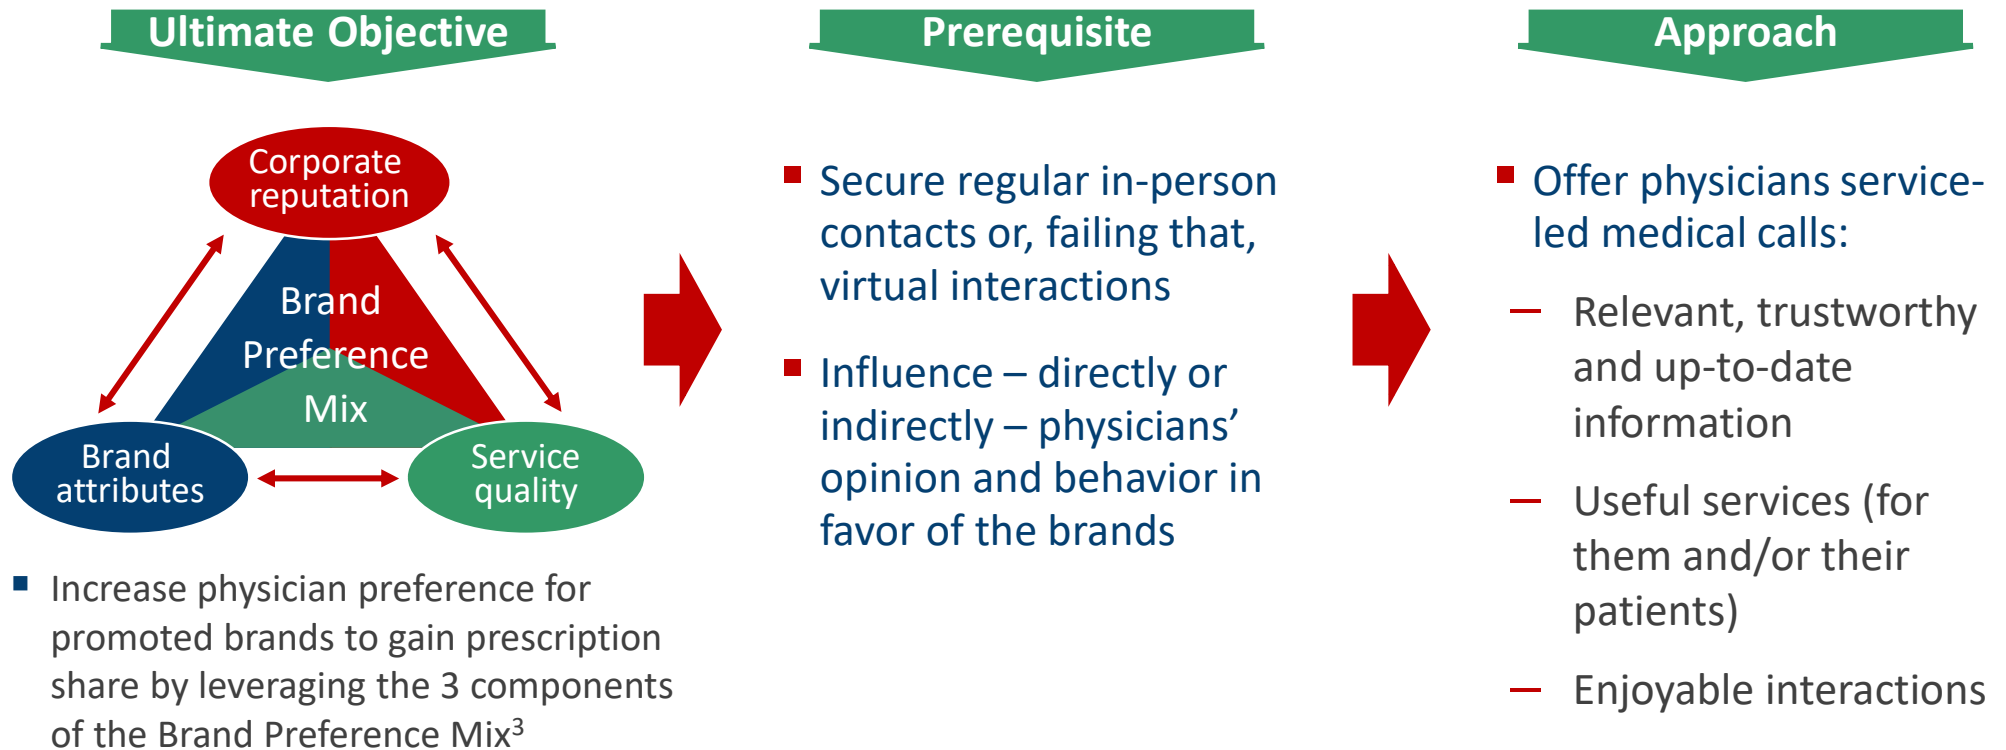 Ultimate Objective
Corporate
reputation
Brand
Preference
Mix
Brand
attributes
Service
quality
▪ Increase physician preference for
promoted brands to gain prescription
share by leveraging the 3 components
of the Brand Preference Mix³
Prerequisite
▪ Secure regular in-person
contacts or, failing that,
virtual interactions
▪ Influence – directly or
indirectly – physicians’
opinion and behavior in
favor of the brands
Approach
▪ Offer physicians service-
led medical calls:
– Relevant, trustworthy
and up-to-date
information
– Useful services (for
them and/or their
patients)
– Enjoyable interactions